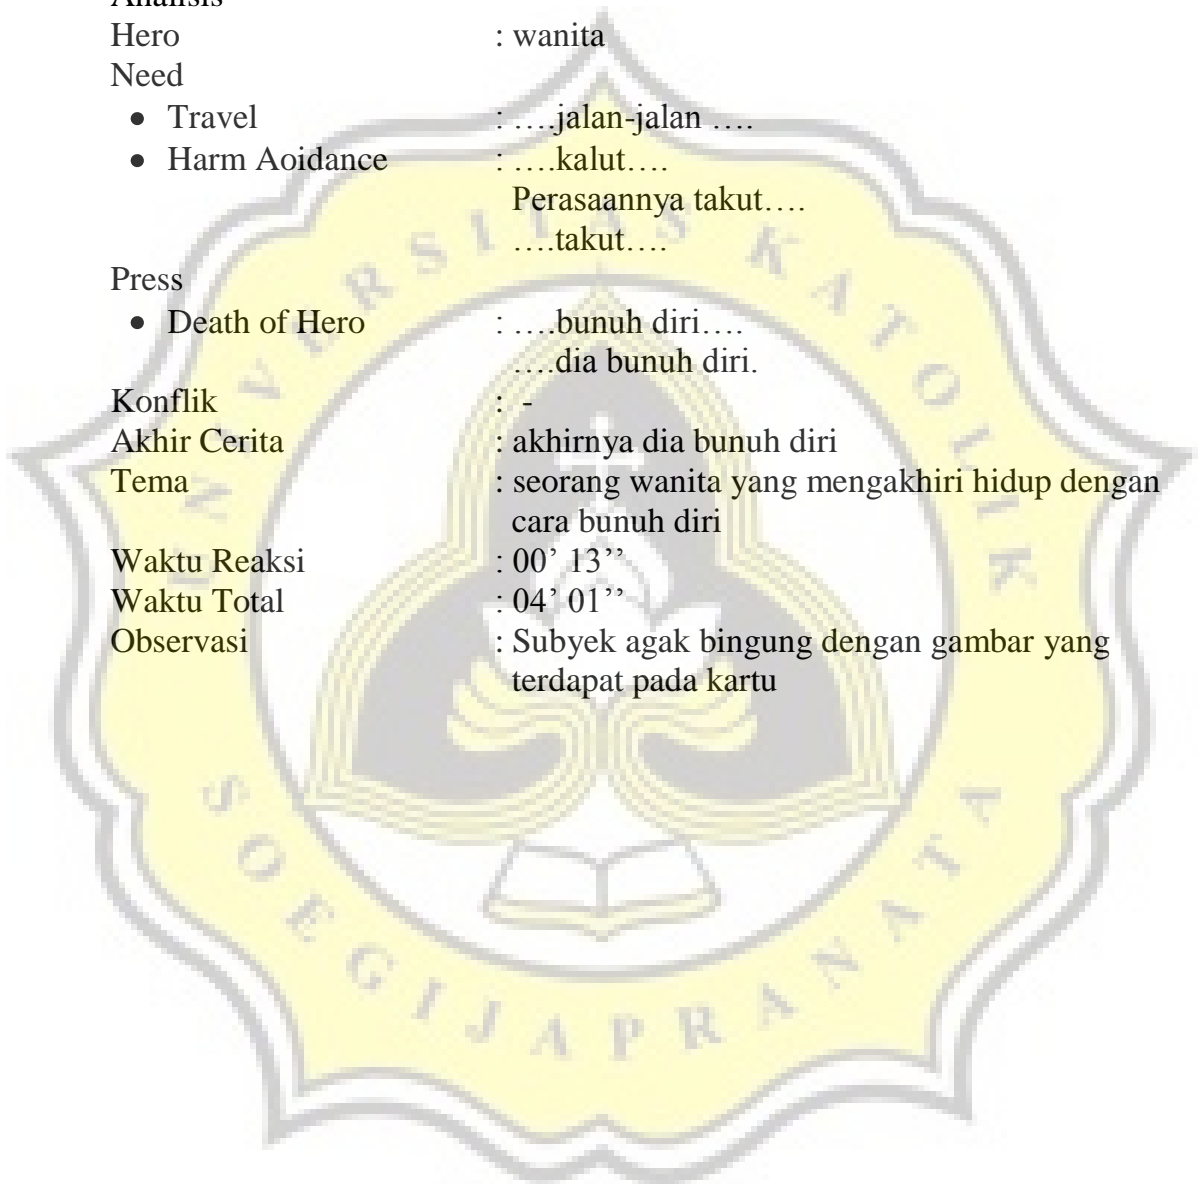 Analisis
Hero : wanita
Need
• Travel : ….jalan-jalan ….
• Harm Aoidance : ….kalut….
Perasaannya takut….
….takut….
Press
• Death of Hero : ….bunuh diri….
….dia bunuh diri.
Konflik : -
Akhir Cerita : akhirnya dia bunuh diri
Tema : seorang wanita yang mengakhiri hidup dengan
cara bunuh diri
Waktu Reaksi : 00’ 13’’
Waktu Total : 04’ 01’’
Observasi : Subyek agak bingung dengan gambar yang
terdapat pada kartu
UNIVERSITAS KATOLIK
SOEGIJAPRANATA